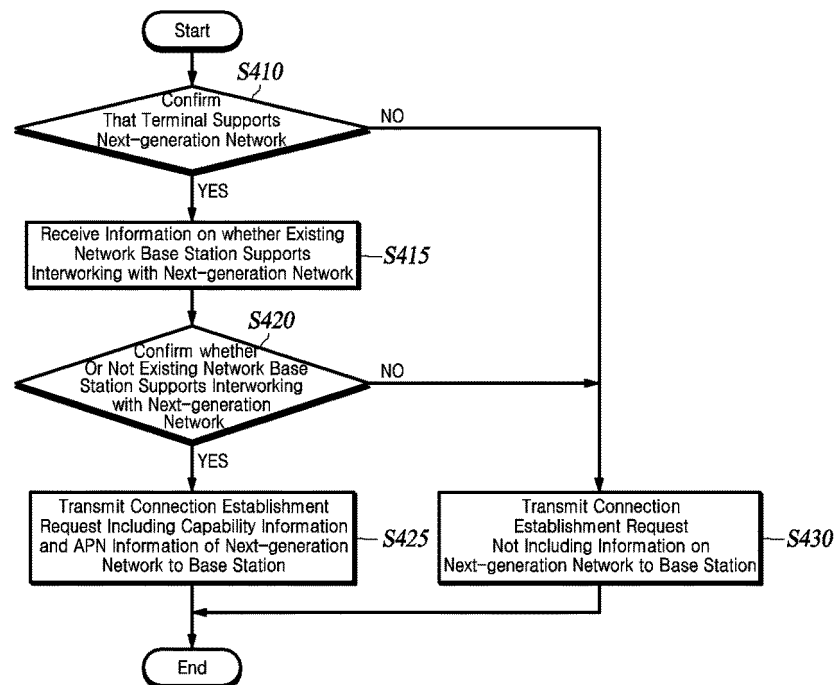 Start
S410
Confirm
That Terminal Supports
Next-generation Network
NO
YES
Receive Information on whether Existing
Network Base Station Supports
Interworking with Next-generation Network
S415
S420
Confirm whether
Or Not Existing Network Base
Station Supports Interworking
with Next-generation
Network
NO
YES
Transmit Connection Establishment
Request Including Capability Information
and APN Information of Next-generation
Network to Base Station
S425
Transmit Connection
Establishment Request
Not Including Information on
Next-generation Network to Base Station
S430
End